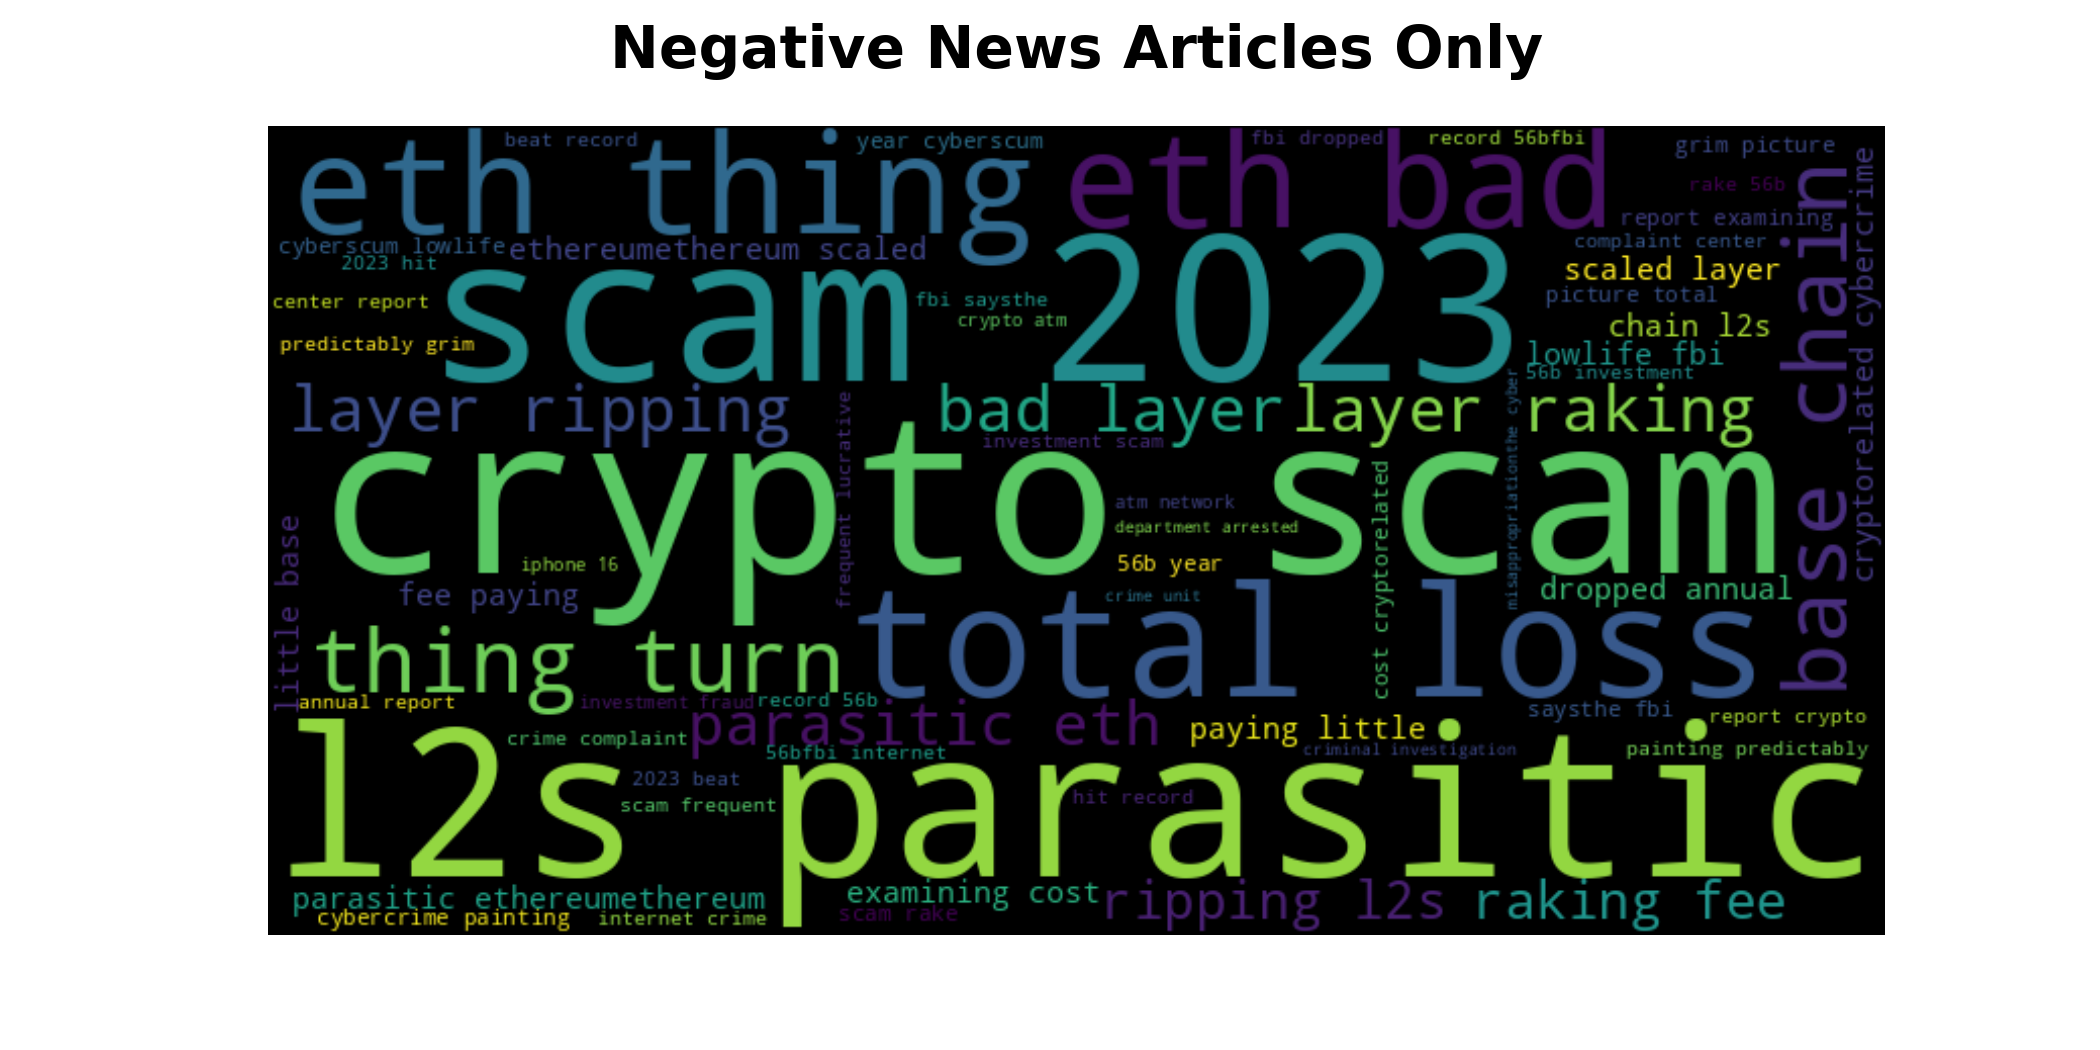 Negative News Articles Only
beat record
year cyberscum
fbi dropped
record 56bfbi
grim picture
eth thing
eth bad
rake 56b
report examining
cyberscum lowlife
ethereumethereum scaled
complaint center
2023 hit
scaled layer
center report
scam 2023
fbi saysthe
crypto atm
picture total
chain l2s
predictably grim
lowlife fbi
56b investment
base chain
cryptorelated cybercrime
layer ripping
bad layer
layer raking
investment scam
frequent lucrative
misappropriationthe cyber
crypto scam
atm network
department arrested
cost cryptorelated
iphone 16
56b year
little base
fee paying
crime unit
dropped annual
thing turn
total loss
annual report
investment fraud
record 56b
parasitic eth
paying little
saysthe fbi
report crypto
crime complaint
56bfbi internet
criminal investigation
painting predictably
2023 beat
scam frequent
hit record
l2s parasitic
parasitic ethereumethereum
examining cost
ripping l2s
raking fee
cybercrime painting
internet crime
scam rake